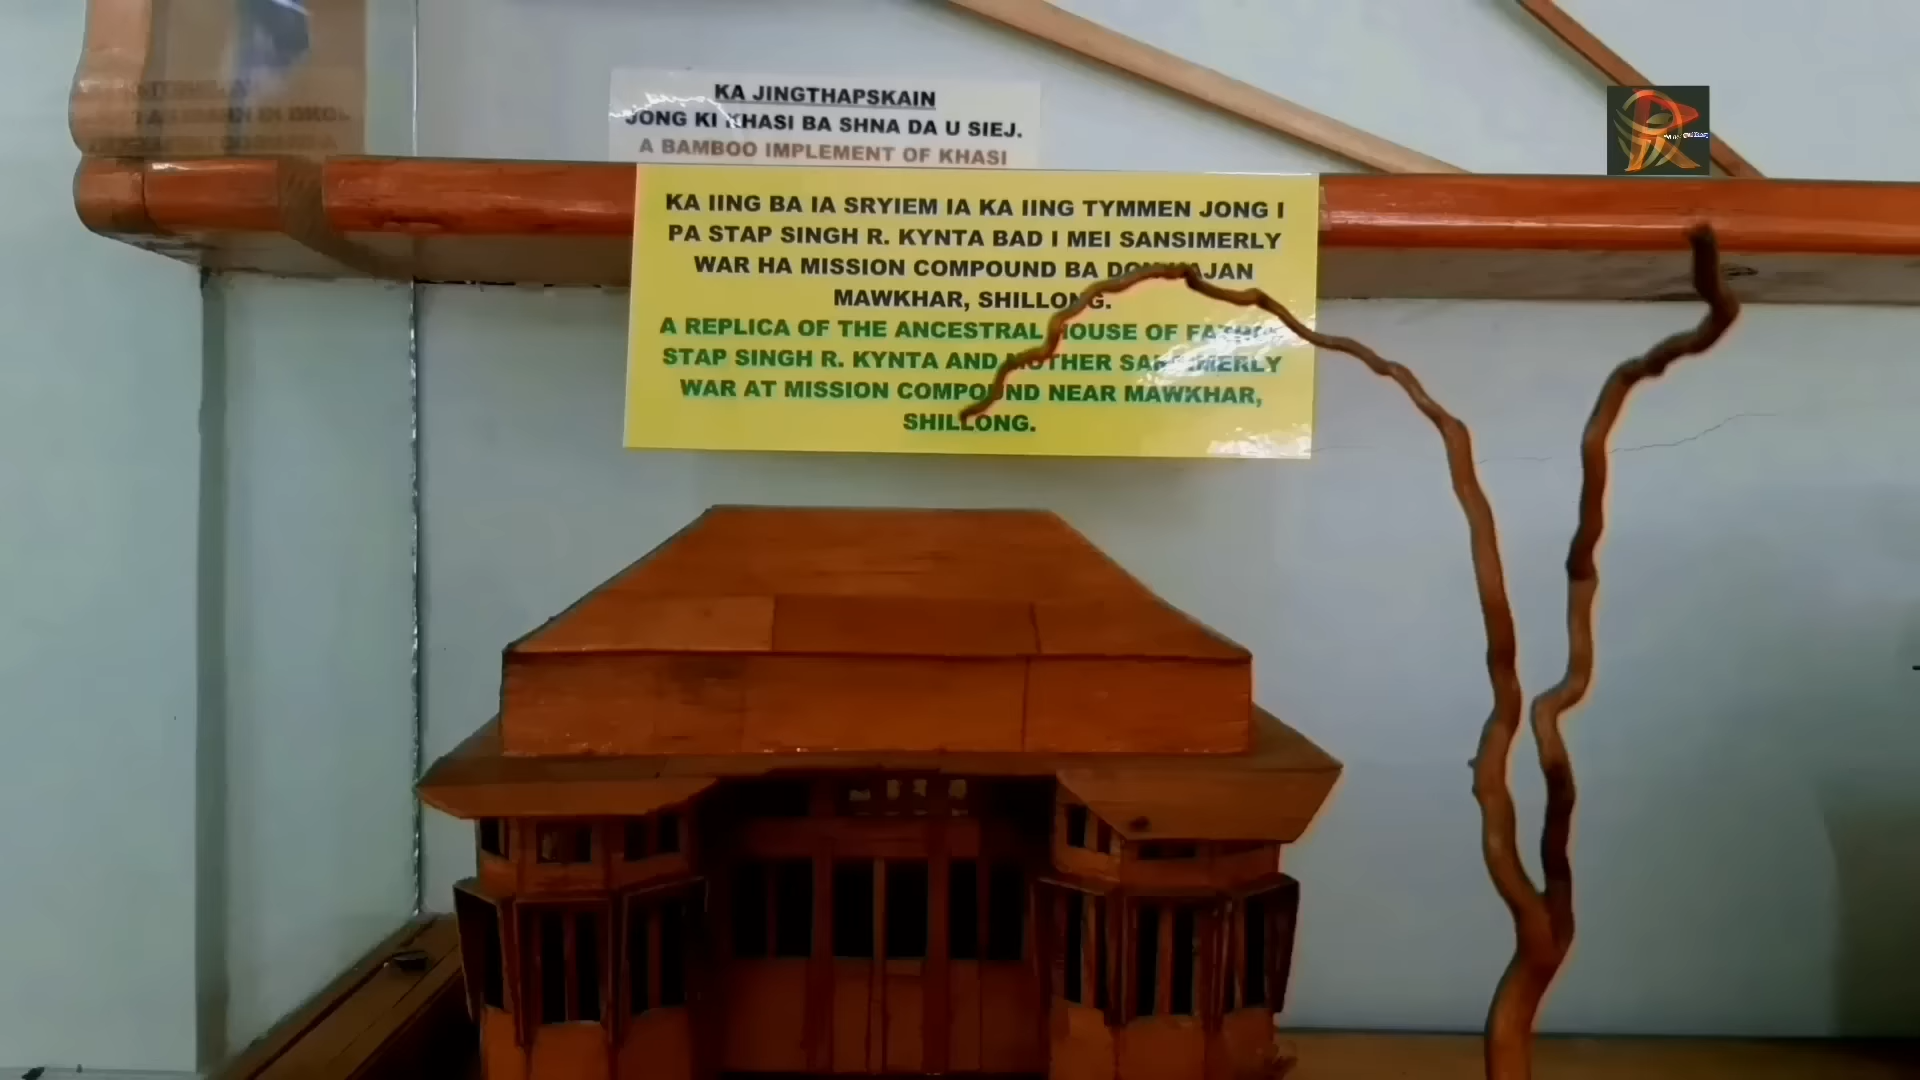 KA JINGTHAPSKAIN
JONG KI KHASI BA SHNA DA U SIEJ.
A BAMBOO IMPLEMENT OF KHASI
KA IING BA IA SRYIEM IA KA IING TYMMEN JONG I
PA STAP SINGH R. KYNTA BAD I MEI SANSIMERLY
WAR HA MISSION COMPOUND BA
MAWKHAR, SHILLONG.
A REPLICA OF THE ANCESTRAL HOUSE OF
STAP SINGH R. KYNTA AND MOTHER SANSIMERLY
WAR AT MISSION COMPOUND NEAR MAWKHAR,
SHILLONG.